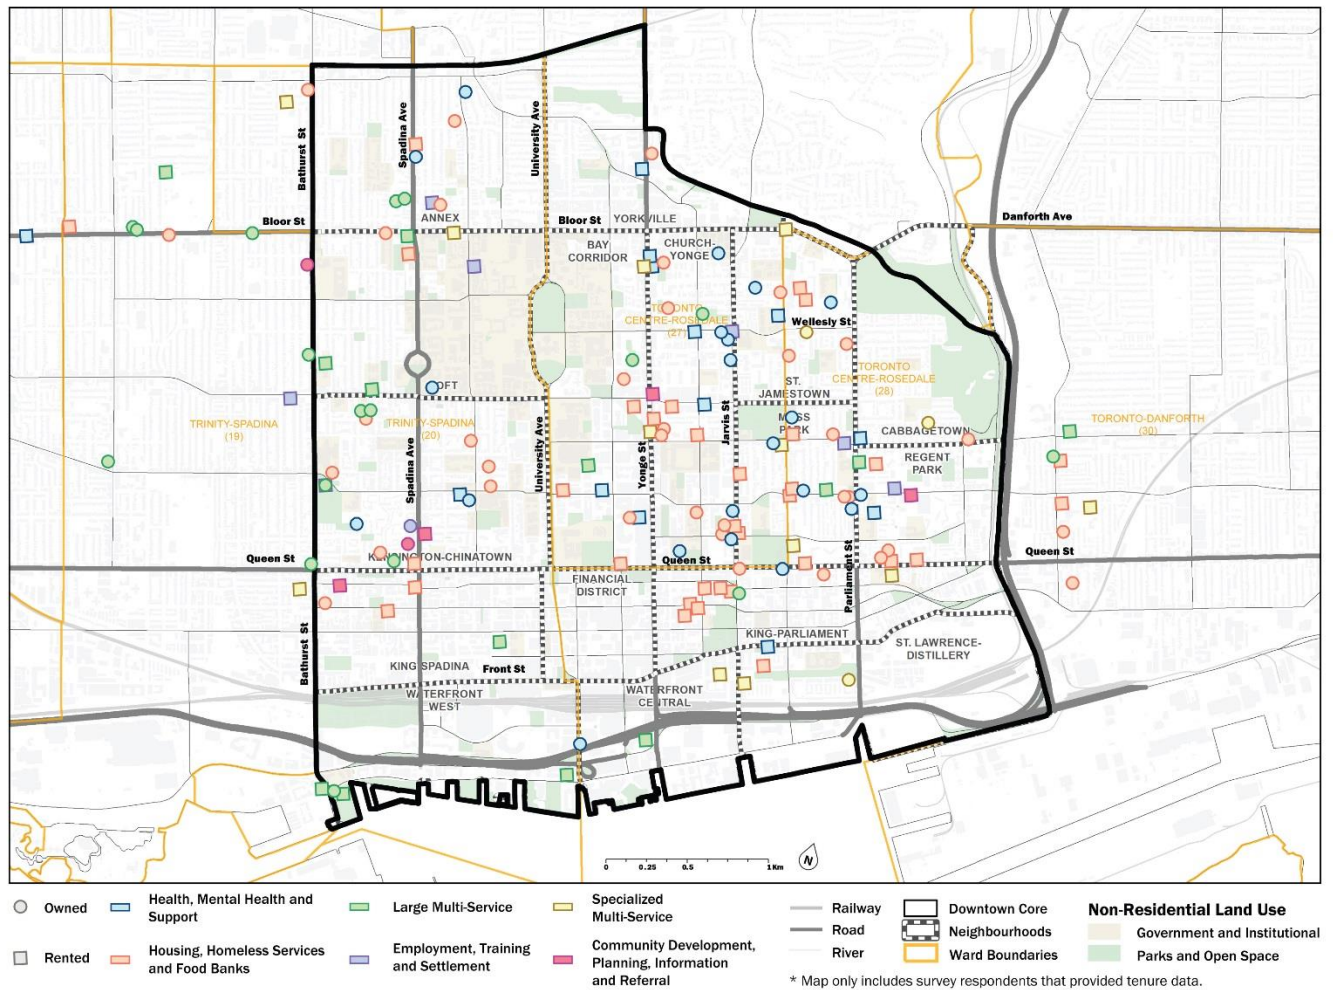 Bathurst St
Spadina Ave
University Ave
Bloor St
ANNEX
Bloor St
YORKVILLE
Danforth Ave
BAY
CORRIDOR
CHURCH-
YONGE
TORONTO
CENTRE-ROSEDALE
(27)
Wellesly St
TORONTO
CENTRE-ROSEDALE
(28)
ST.
JAMESTOWN
MOSS
PARK
CABBAGETOWN
REGENT
PARK
TORONTO-DANFORTH
(30)
TRINITY-SPADINA
(19)
TRINITY-SPADINA
(20)
Spadina Ave
University Ave
Yonge St
Jarvis St
Parliament St
Queen St
KENSINGTON-CHINATOWN
Queen St
Queen St
FINANCIAL
DISTRICT
Bathurst St
KING-PARLIAMENT
ST. LAWRENCE-
DISTILLERY
KING SPADINA
Front St
WATERFRONT
WEST
WATERFRONT
CENTRAL
0 0.25 0.5 1 Km
N
Owned
Rented
Health, Mental Health and
Support
Housing, Homeless Services
and Food Banks
Large Multi-Service
Employment, Training
and Settlement
Specialized
Multi-Service
Community Development,
Planning, Information
and Referral
Railway
Road
River
Downtown Core
Neighbourhoods
Ward Boundaries
Non-Residential Land Use
Government and Institutional
Parks and Open Space
* Map only includes survey respondents that provided tenure data.